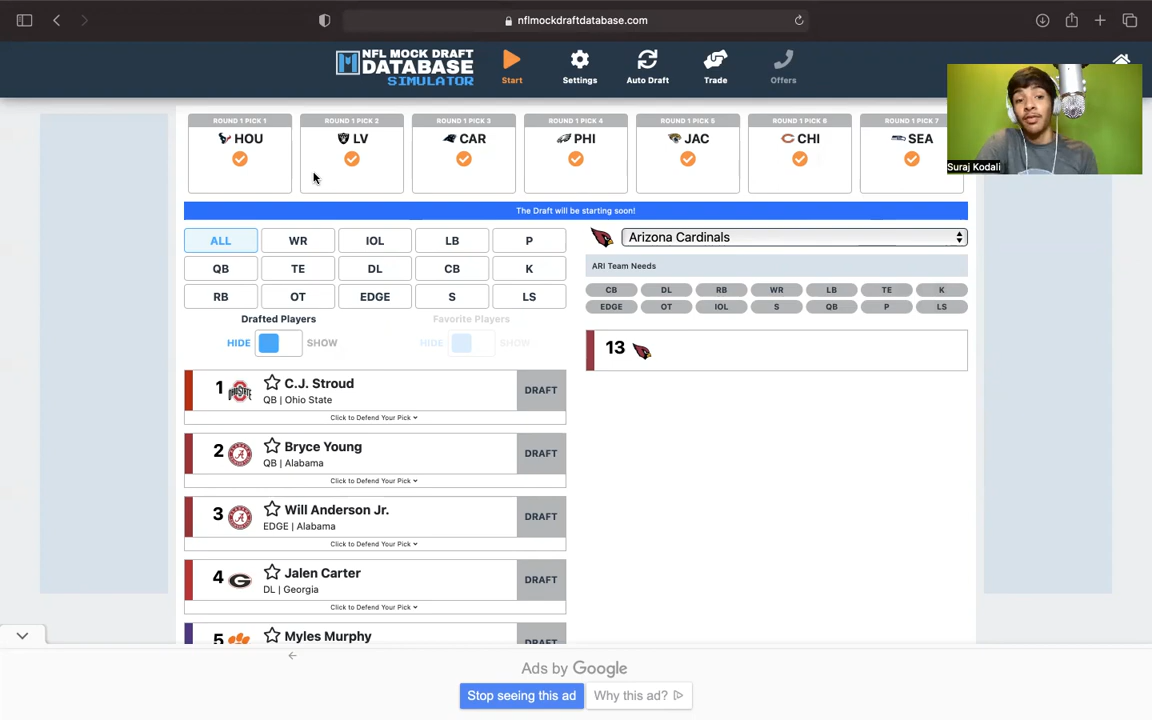 nflmockdraftdatabase.com
NFL MOCK DRAFT
DATABASE
SIMULATOR
Start
Settings
Auto Draft
Trade
Offers
Suraj Kodali
ROUND 1 PICK 1
HOU
ROUND 1 PICK 2
LV
ROUND 1 PICK 3
CAR
ROUND 1 PICK 4
PHI
ROUND 1 PICK 5
JAC
ROUND 1 PICK 6
CHI
ROUND 1 PICK 7
SEA
The Draft will be starting soon!
ALL WR IOL LB P
QB TE DL CB K
RB OT EDGE S LS
Drafted Players
HIDE SHOW
Favorite Players
HIDE SHOW
Arizona Cardinals
ARI Team Needs
CB DL RB WR LB TE K
EDGE OT IOL S QB P LS
13
1 C.J. Stroud
QB | Ohio State
DRAFT
Click to Defend Your Pick
2 Bryce Young
QB | Alabama
DRAFT
Click to Defend Your Pick
3 Will Anderson Jr.
EDGE | Alabama
DRAFT
Click to Defend Your Pick
4 Jalen Carter
DL | Georgia
DRAFT
Click to Defend Your Pick
5 Myles Murphy
DRAFT
Ads by Google
Stop seeing this ad
Why this ad?